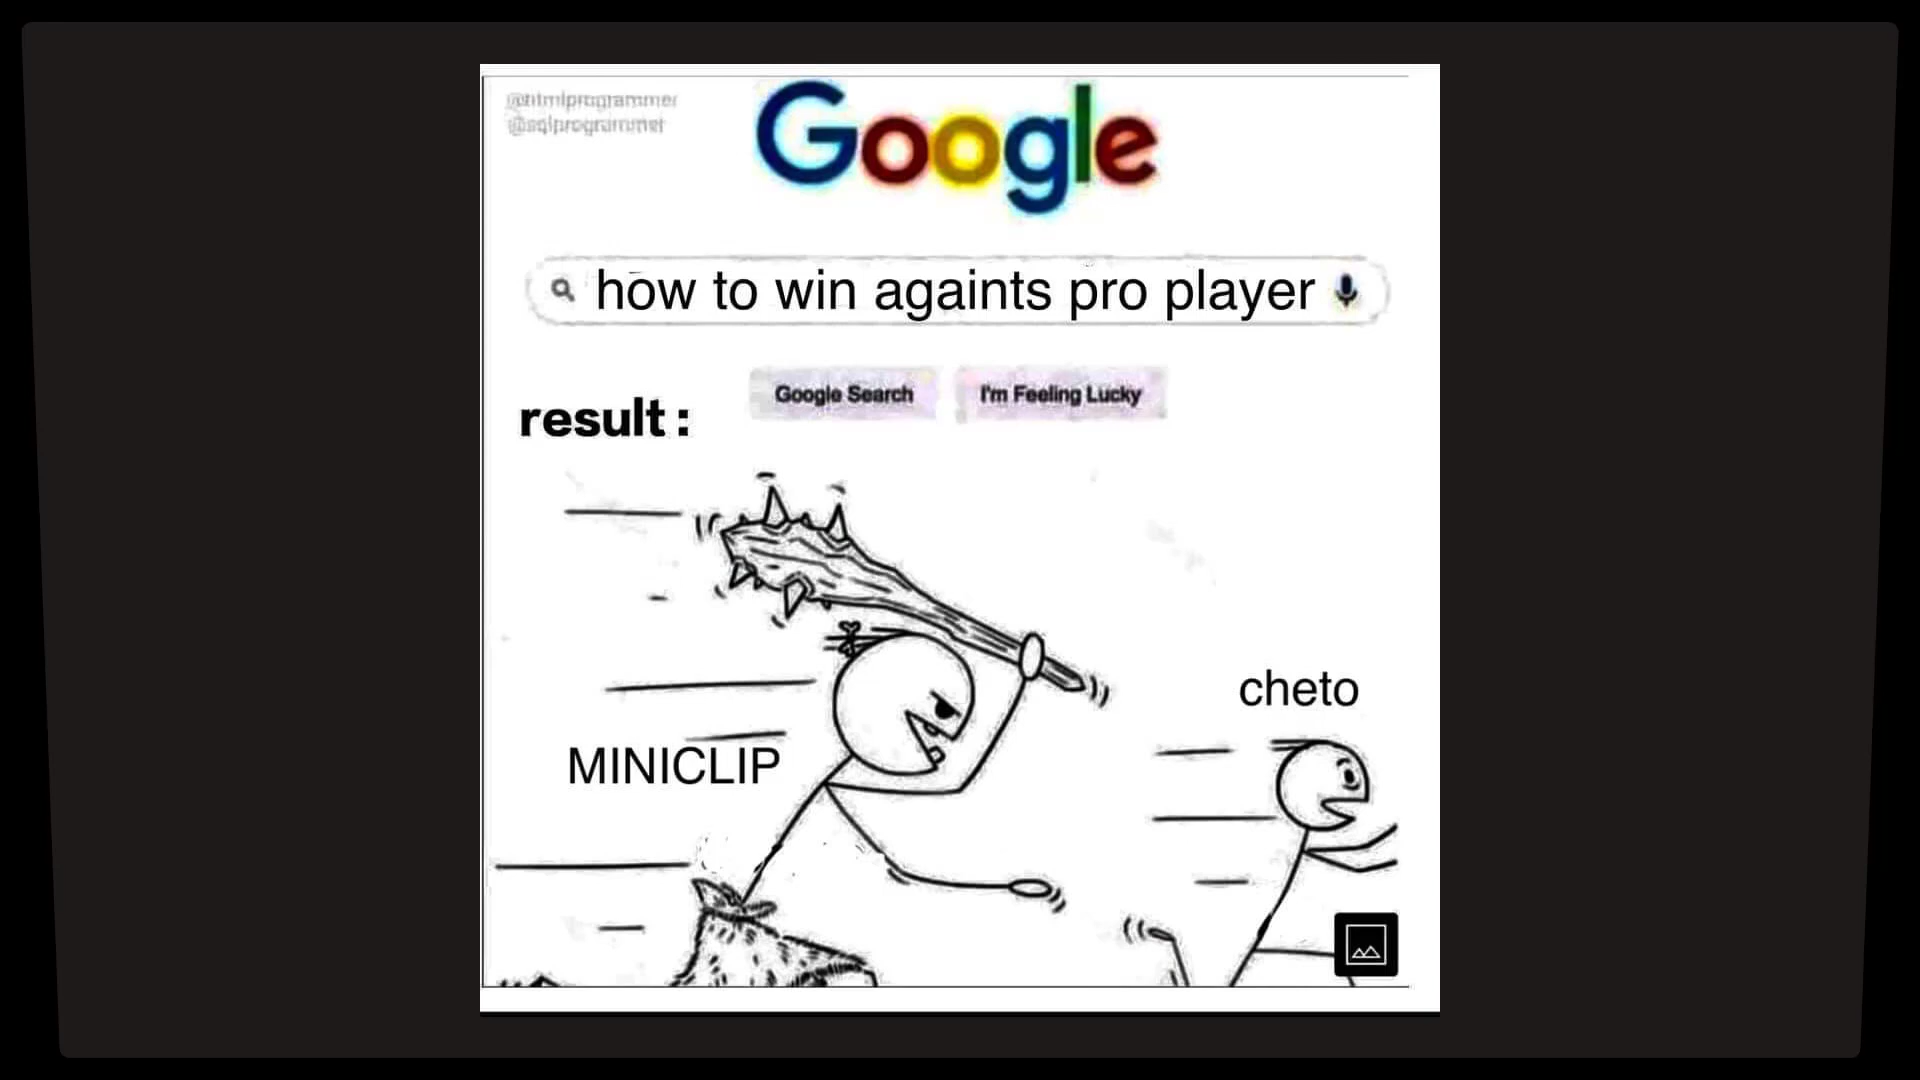 @htmlprogrammer
@sqlprogrammer
Google
how to win againts pro player
Google Search
I'm Feeling Lucky
result:
cheto
MINICLIP